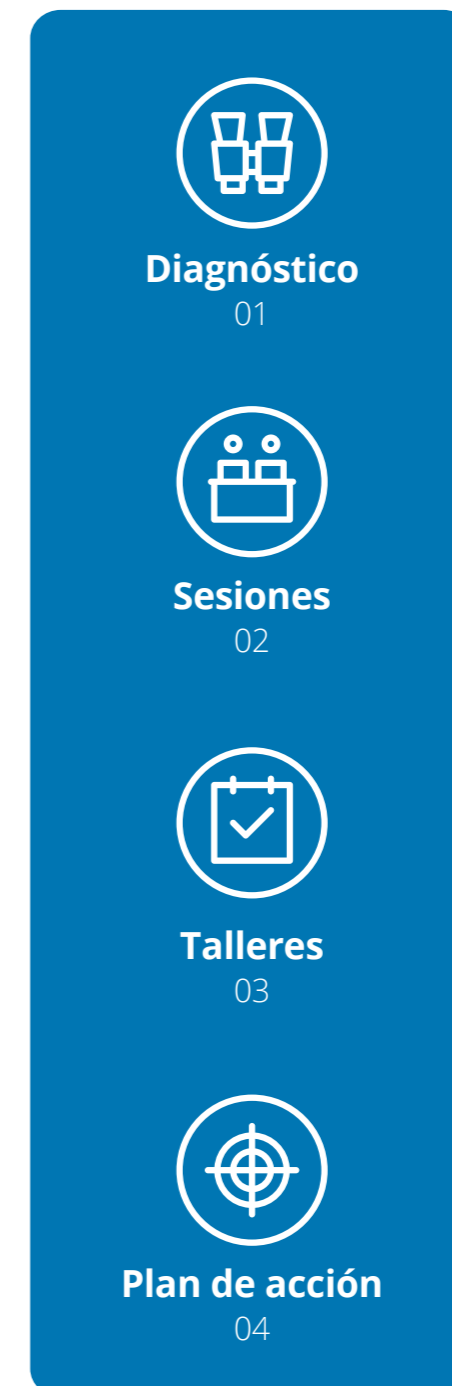 Diagnóstico
01
Sesiones
02
Talleres
03
Plan de acción
04